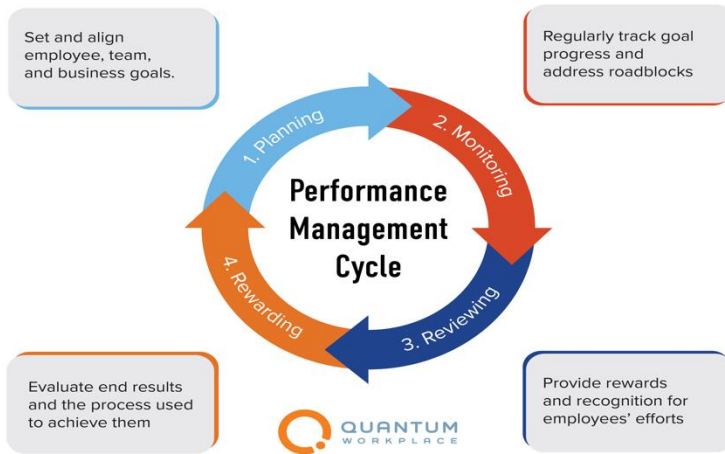 Set and align
employee, team,
and business goals.
Regularly track goal
progress and
address roadblocks
1. Planning
2. Monitoring
Performance
Management
Cycle
4. Rewarding
3. Reviewing
Evaluate end results
and the process used
to achieve them
Provide rewards
and recognition for
employees' efforts
QUANTUM
WORKPLACE